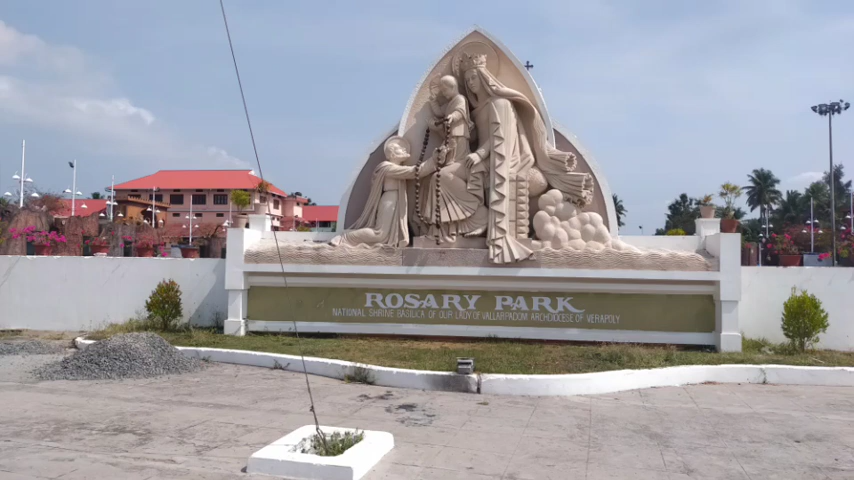 ROSARY PARK
NATIONAL SHRINE BASILICA OF OUR LADY OF VALLARPADOM ARCHDIOCESE OF VERAPOLY